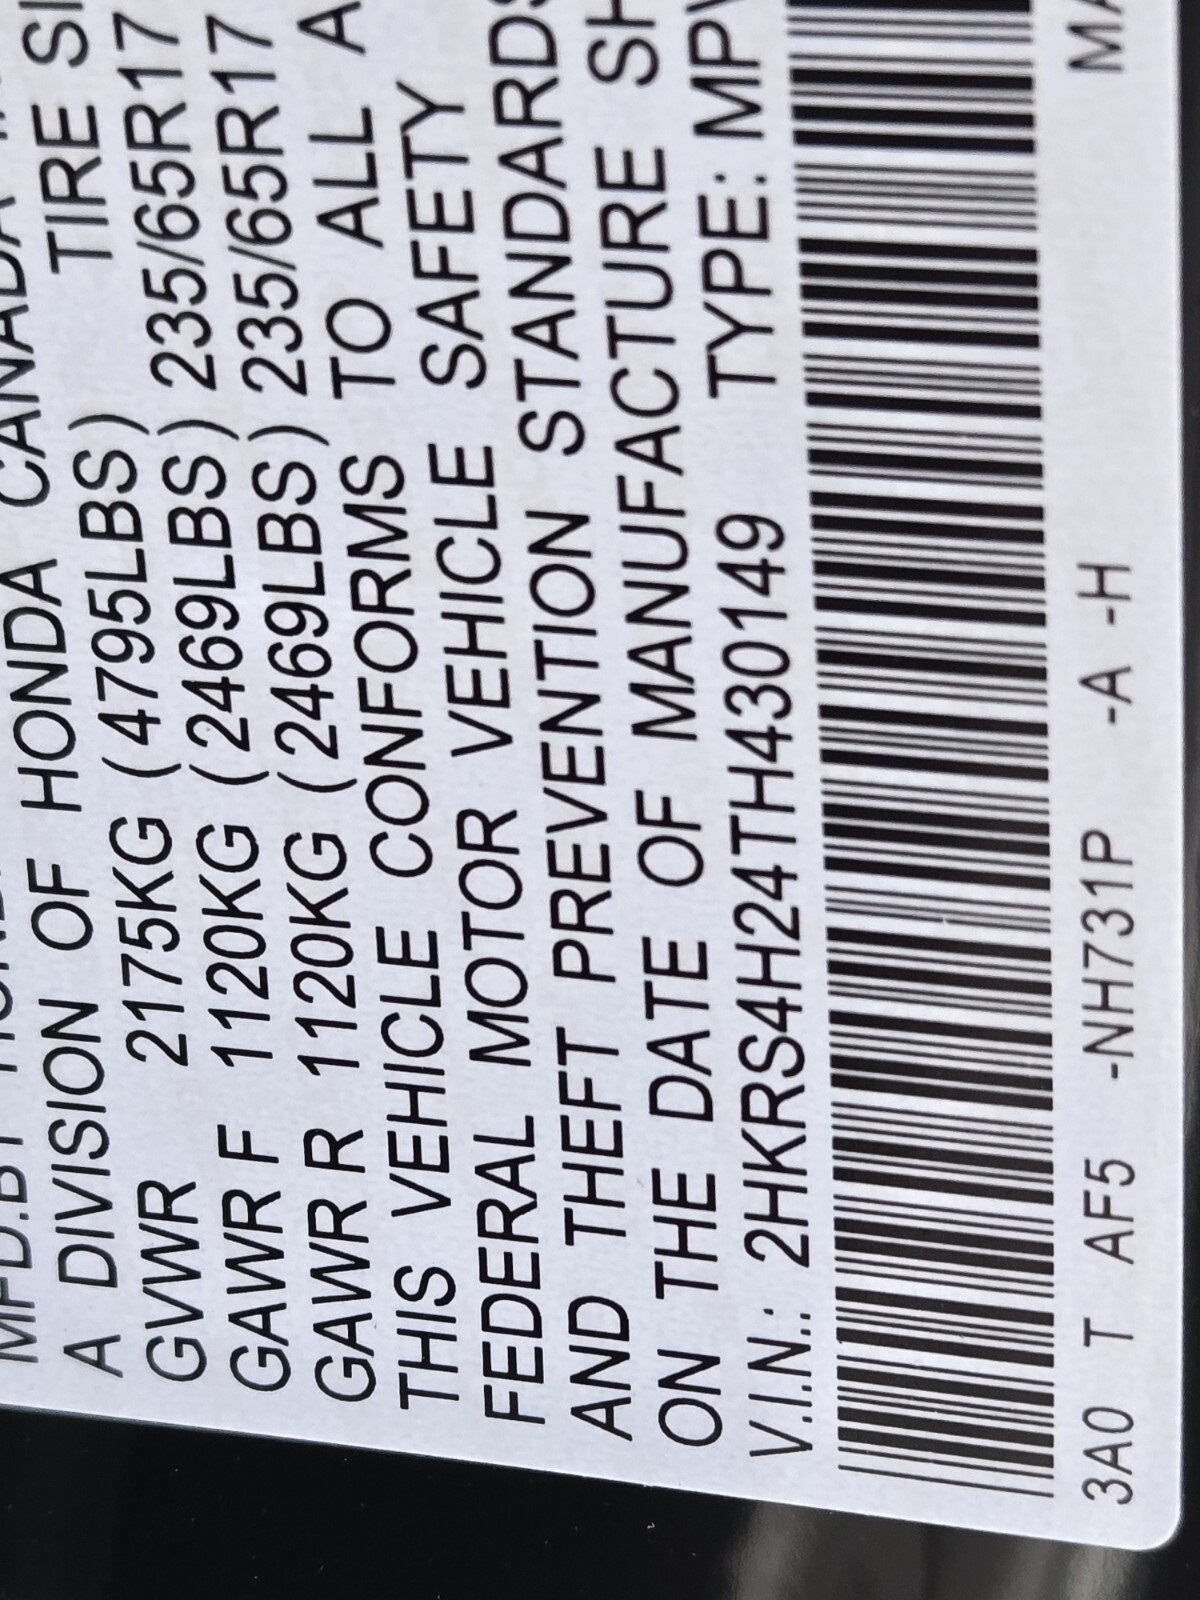 A DIVISION OF HONDA CANADA
TIRE
GVWR 2175KG (4795LBS) 235/65R17
GAWR F 1120KG (2469LBS) 235/65R17
GAWR R 1120KG (2469LBS) TO ALL A
THIS VEHICLE CONFORMS SAFETY
FEDERAL MOTOR VEHICLE STANDARDS
AND THEFT PREVENTION SH
ON THE DATE OF MANUFACTURE
V.I.N.: 2HKRS4H24TH430149 TYPE: MPV
3A0 T AF5 -NH731P -A -H MA